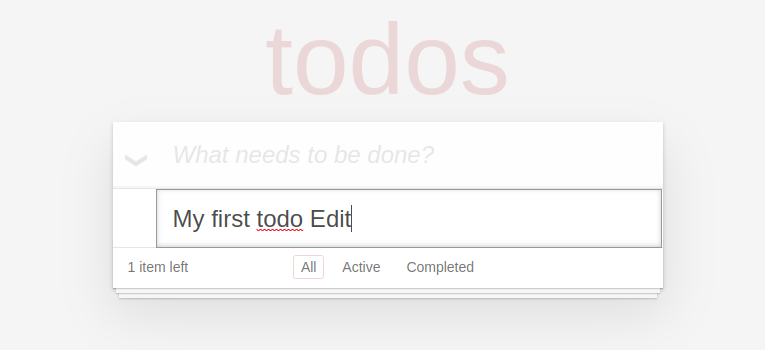 todos
What needs to be done?
My first todo Edit
1 item left All Active Completed